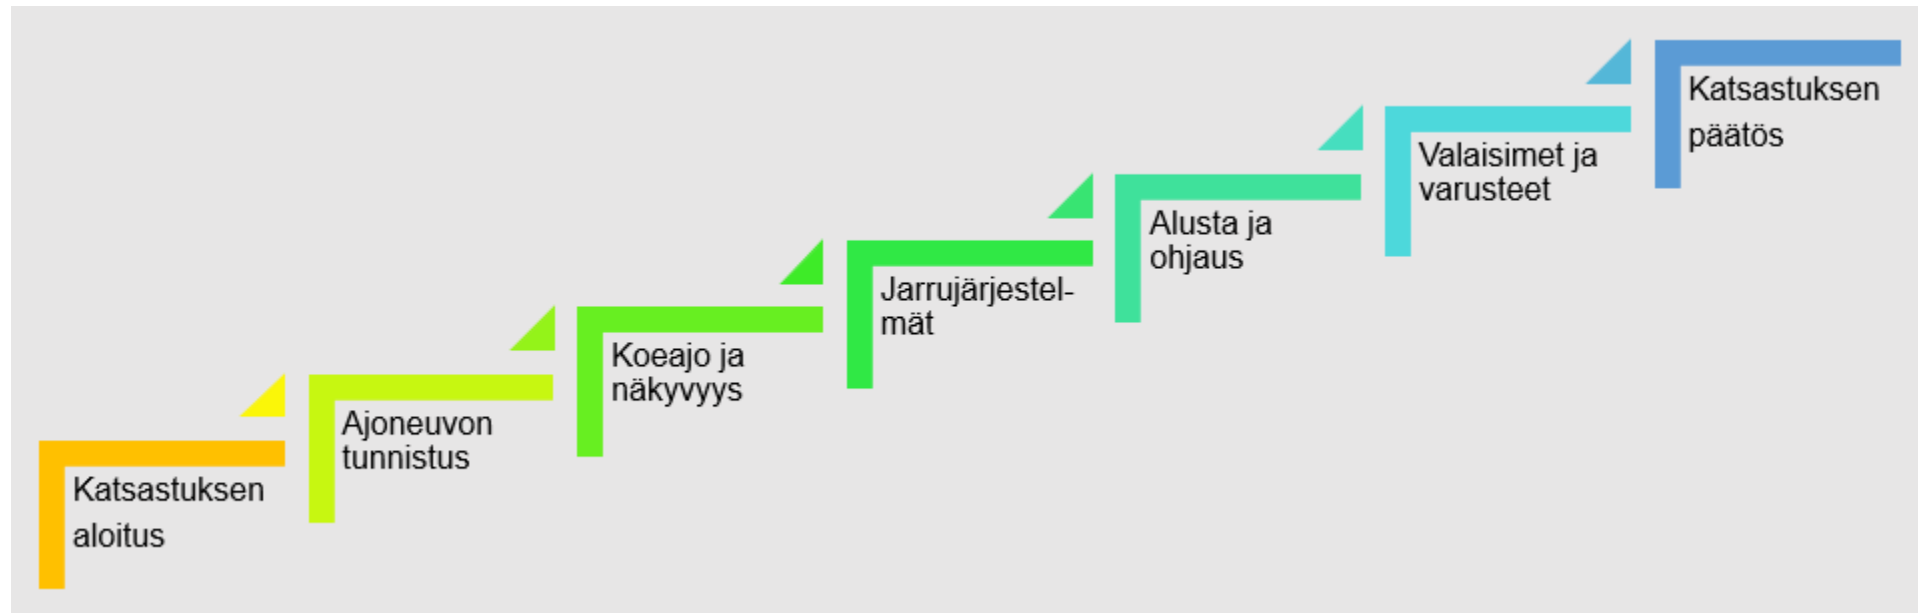 Katsastuksen
aloitus
Ajoneuvon
tunnistus
Koeajo ja
näkyvyys
Jarrujärjestel-
mät
Alusta ja
ohjaus
Valaisimet ja
varusteet
Katsastuksen
päätös